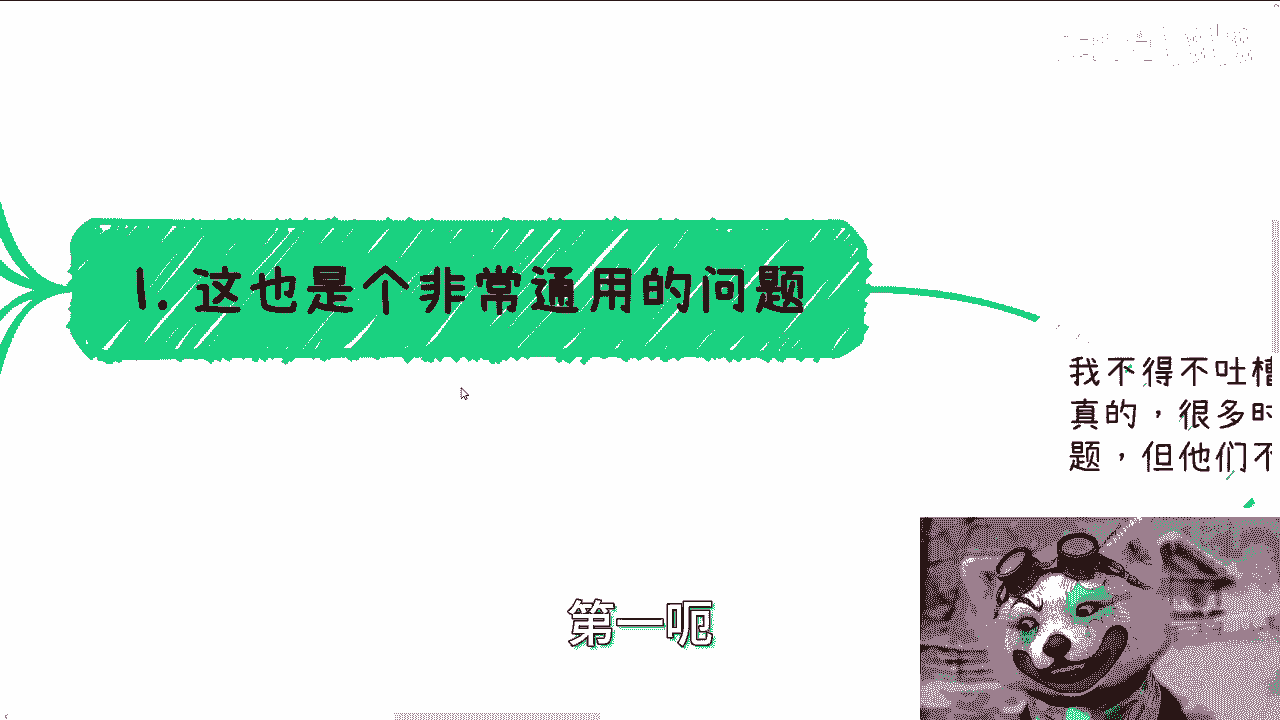 1. 这也是个非常通用的问题
我不得不吐槽
真的，很多时
题，但他们不
第一呃